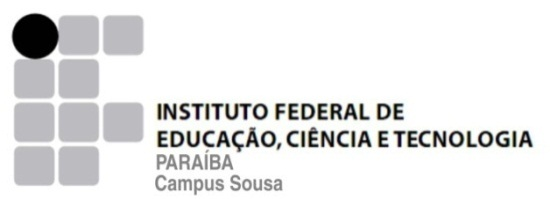 INSTITUTO FEDERAL DE
EDUCAÇÃO, CIÊNCIA E TECNOLOGIA
PARAÍBA
Campus Sousa